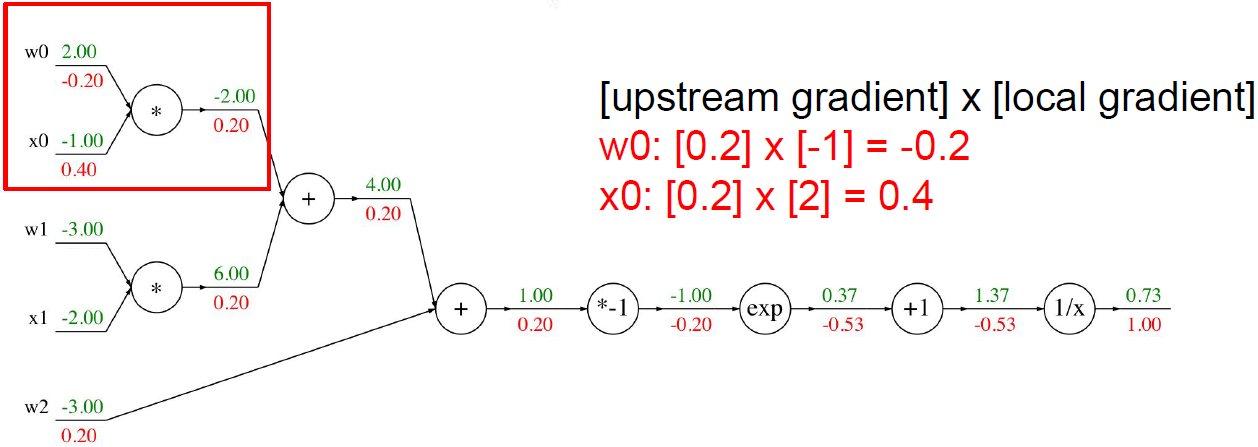 w0 2.00
-0.20
*
-2.00
0.20
x0 -1.00
0.40
[upstream gradient] x [local gradient]
w0: [0.2] x [-1] = -0.2
x0: [0.2] x [2] = 0.4
+
4.00
0.20
w1 -3.00
*
6.00
0.20
x1 -2.00
+
1.00
0.20
*-1
-1.00
-0.20
exp
0.37
-0.53
+1
1.37
-0.53
1/x
0.73
1.00
w2 -3.00
0.20